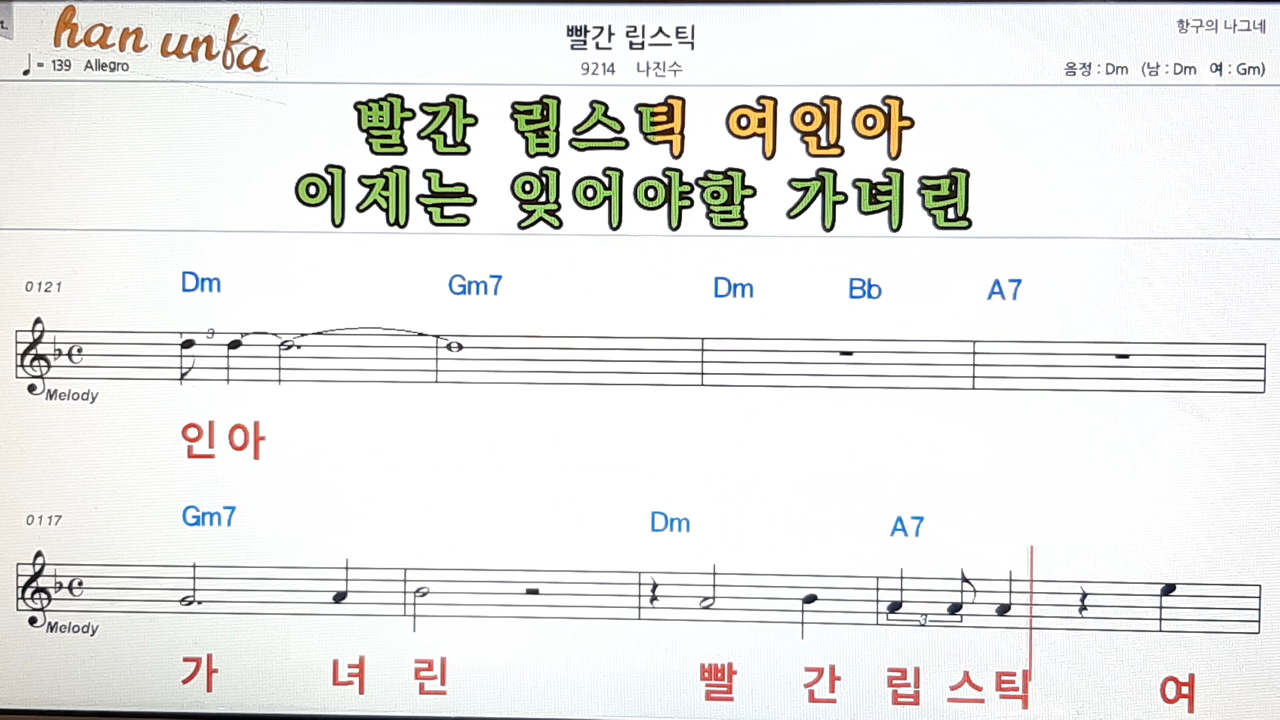 t.
han unfa
빨간 립스틱
항구의 나그네
♩= 139 Allegro
9214 나진수
음정 : Dm (남 : Dm 여 : Gm)
빨간 립스틱 여인아
이제는 잊어야할 가녀린
0121
Dm Gm7 Dm Bb A7
3
Melody
인 아
0117
Gm7 Dm A7
3
Melody
가 녀 린 빨 간 립 스 틱 여